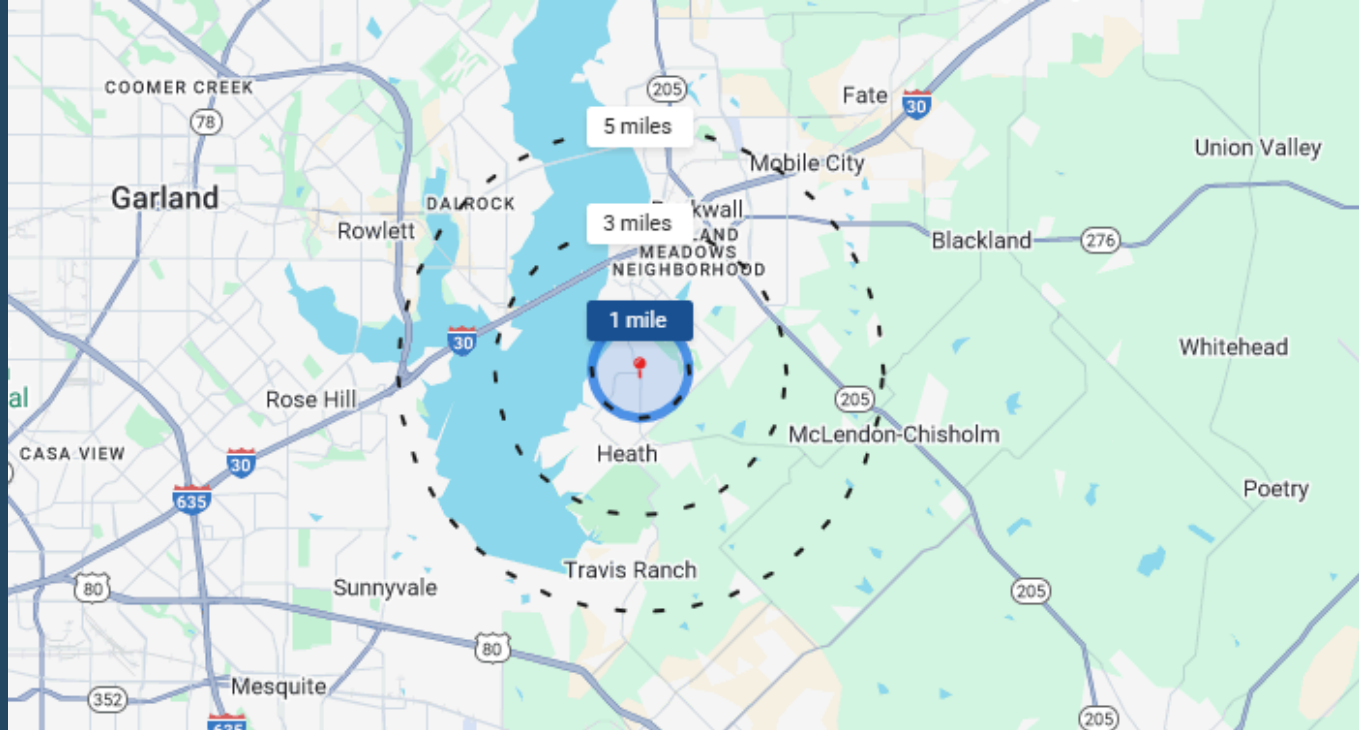 COOMER CREEK
205
Fate
30
78
5 miles
Union Valley
Mobile City
Garland
DALROCK
3 miles
Rowlett
Blackland
276
MEADOWS
NEIGHBORHOOD
1 mile
30
Whitehead
Rose Hill
205
al
McLendon-Chisholm
CASA VIEW
Heath
30
635
Poetry
Travis Ranch
80
Sunnyvale
205
80
Mesquite
352
635
205